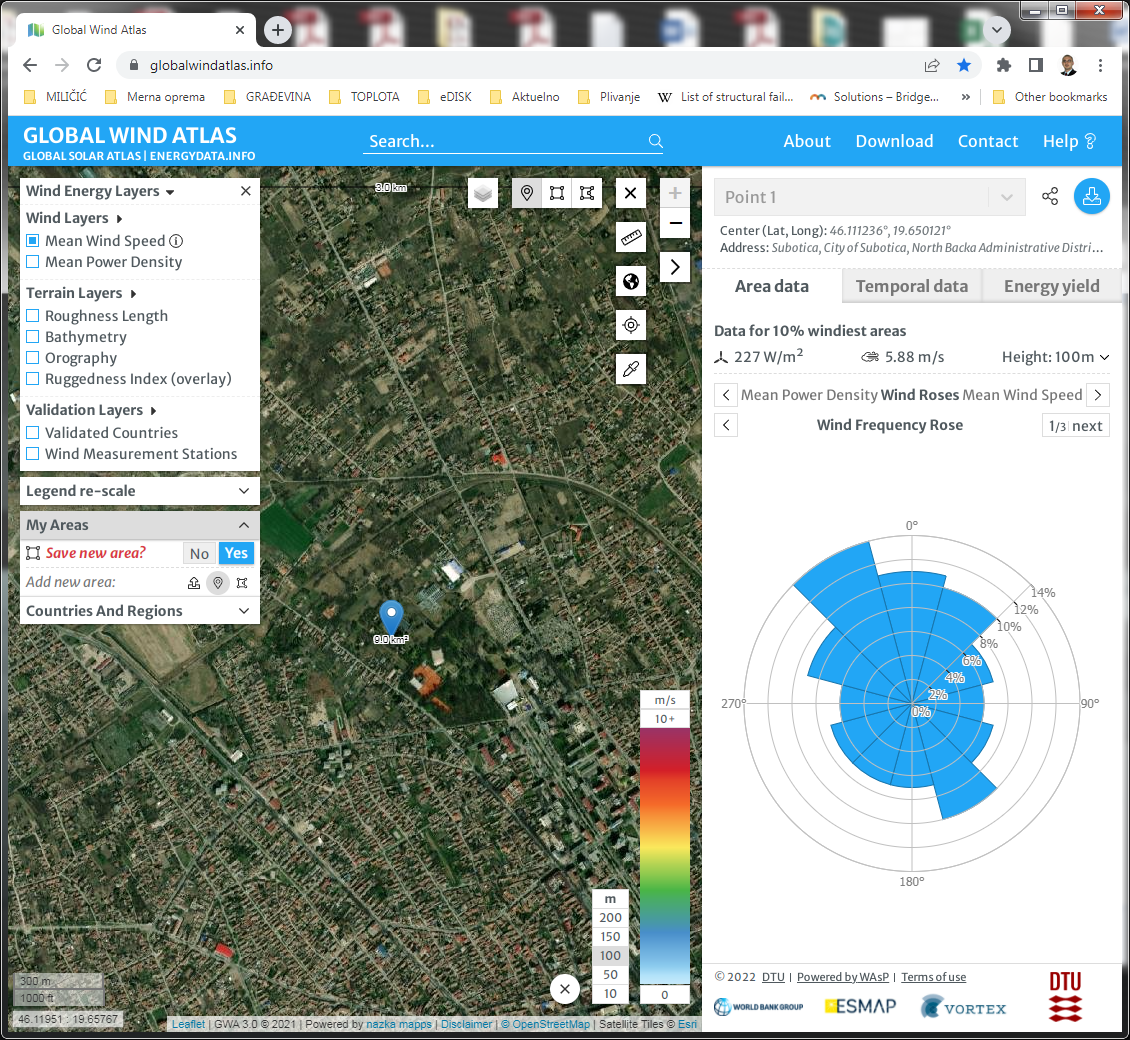 Global Wind Atlas
globalwindatlas.info
MILIČIĆ
Merna oprema
GRAĐEVINA
TOPLOTA
eDISK
Aktuelno
Plivanje
W List of structural fail...
Solutions – Bridge...
»
Other bookmarks
GLOBAL WIND ATLAS
GLOBAL SOLAR ATLAS | ENERGYDATA.INFO
Search...
About
Download
Contact
Help
3.0 km
Wind Energy Layers
Wind Layers
Mean Wind Speed
Mean Power Density
Terrain Layers
Roughness Length
Bathymetry
Orography
Ruggedness Index (overlay)
Validation Layers
Validated Countries
Wind Measurement Stations
Legend re-scale
My Areas
Save new area?
No
Yes
Add new area:
Countries And Regions
9.0 km²
m/s
10+
0
m
200
150
100
50
10
300 m
1000 ft
46.11951 : 19.65767
Leaflet | GWA 3.0 © 2021 | Powered by nazka mapps | Disclaimer | © OpenStreetMap | Satellite Tiles © Esri
Point 1
Center (Lat, Long): 46.111236°, 19.650121°
Address: Subotica, City of Subotica, North Backa Administrative Distri...
Area data
Temporal data
Energy yield
Data for 10% windiest areas
227 W/m²
5.88 m/s
Height: 100m
Mean Power Density Wind Roses Mean Wind Speed
Wind Frequency Rose
1/3 next
0°
14%
12%
10%
8%
6%
4%
2%
0%
270°
90°
180°
© 2022 DTU | Powered by WAsP | Terms of use
WORLD BANK GROUP
ESMAP
VORTEX
DTU